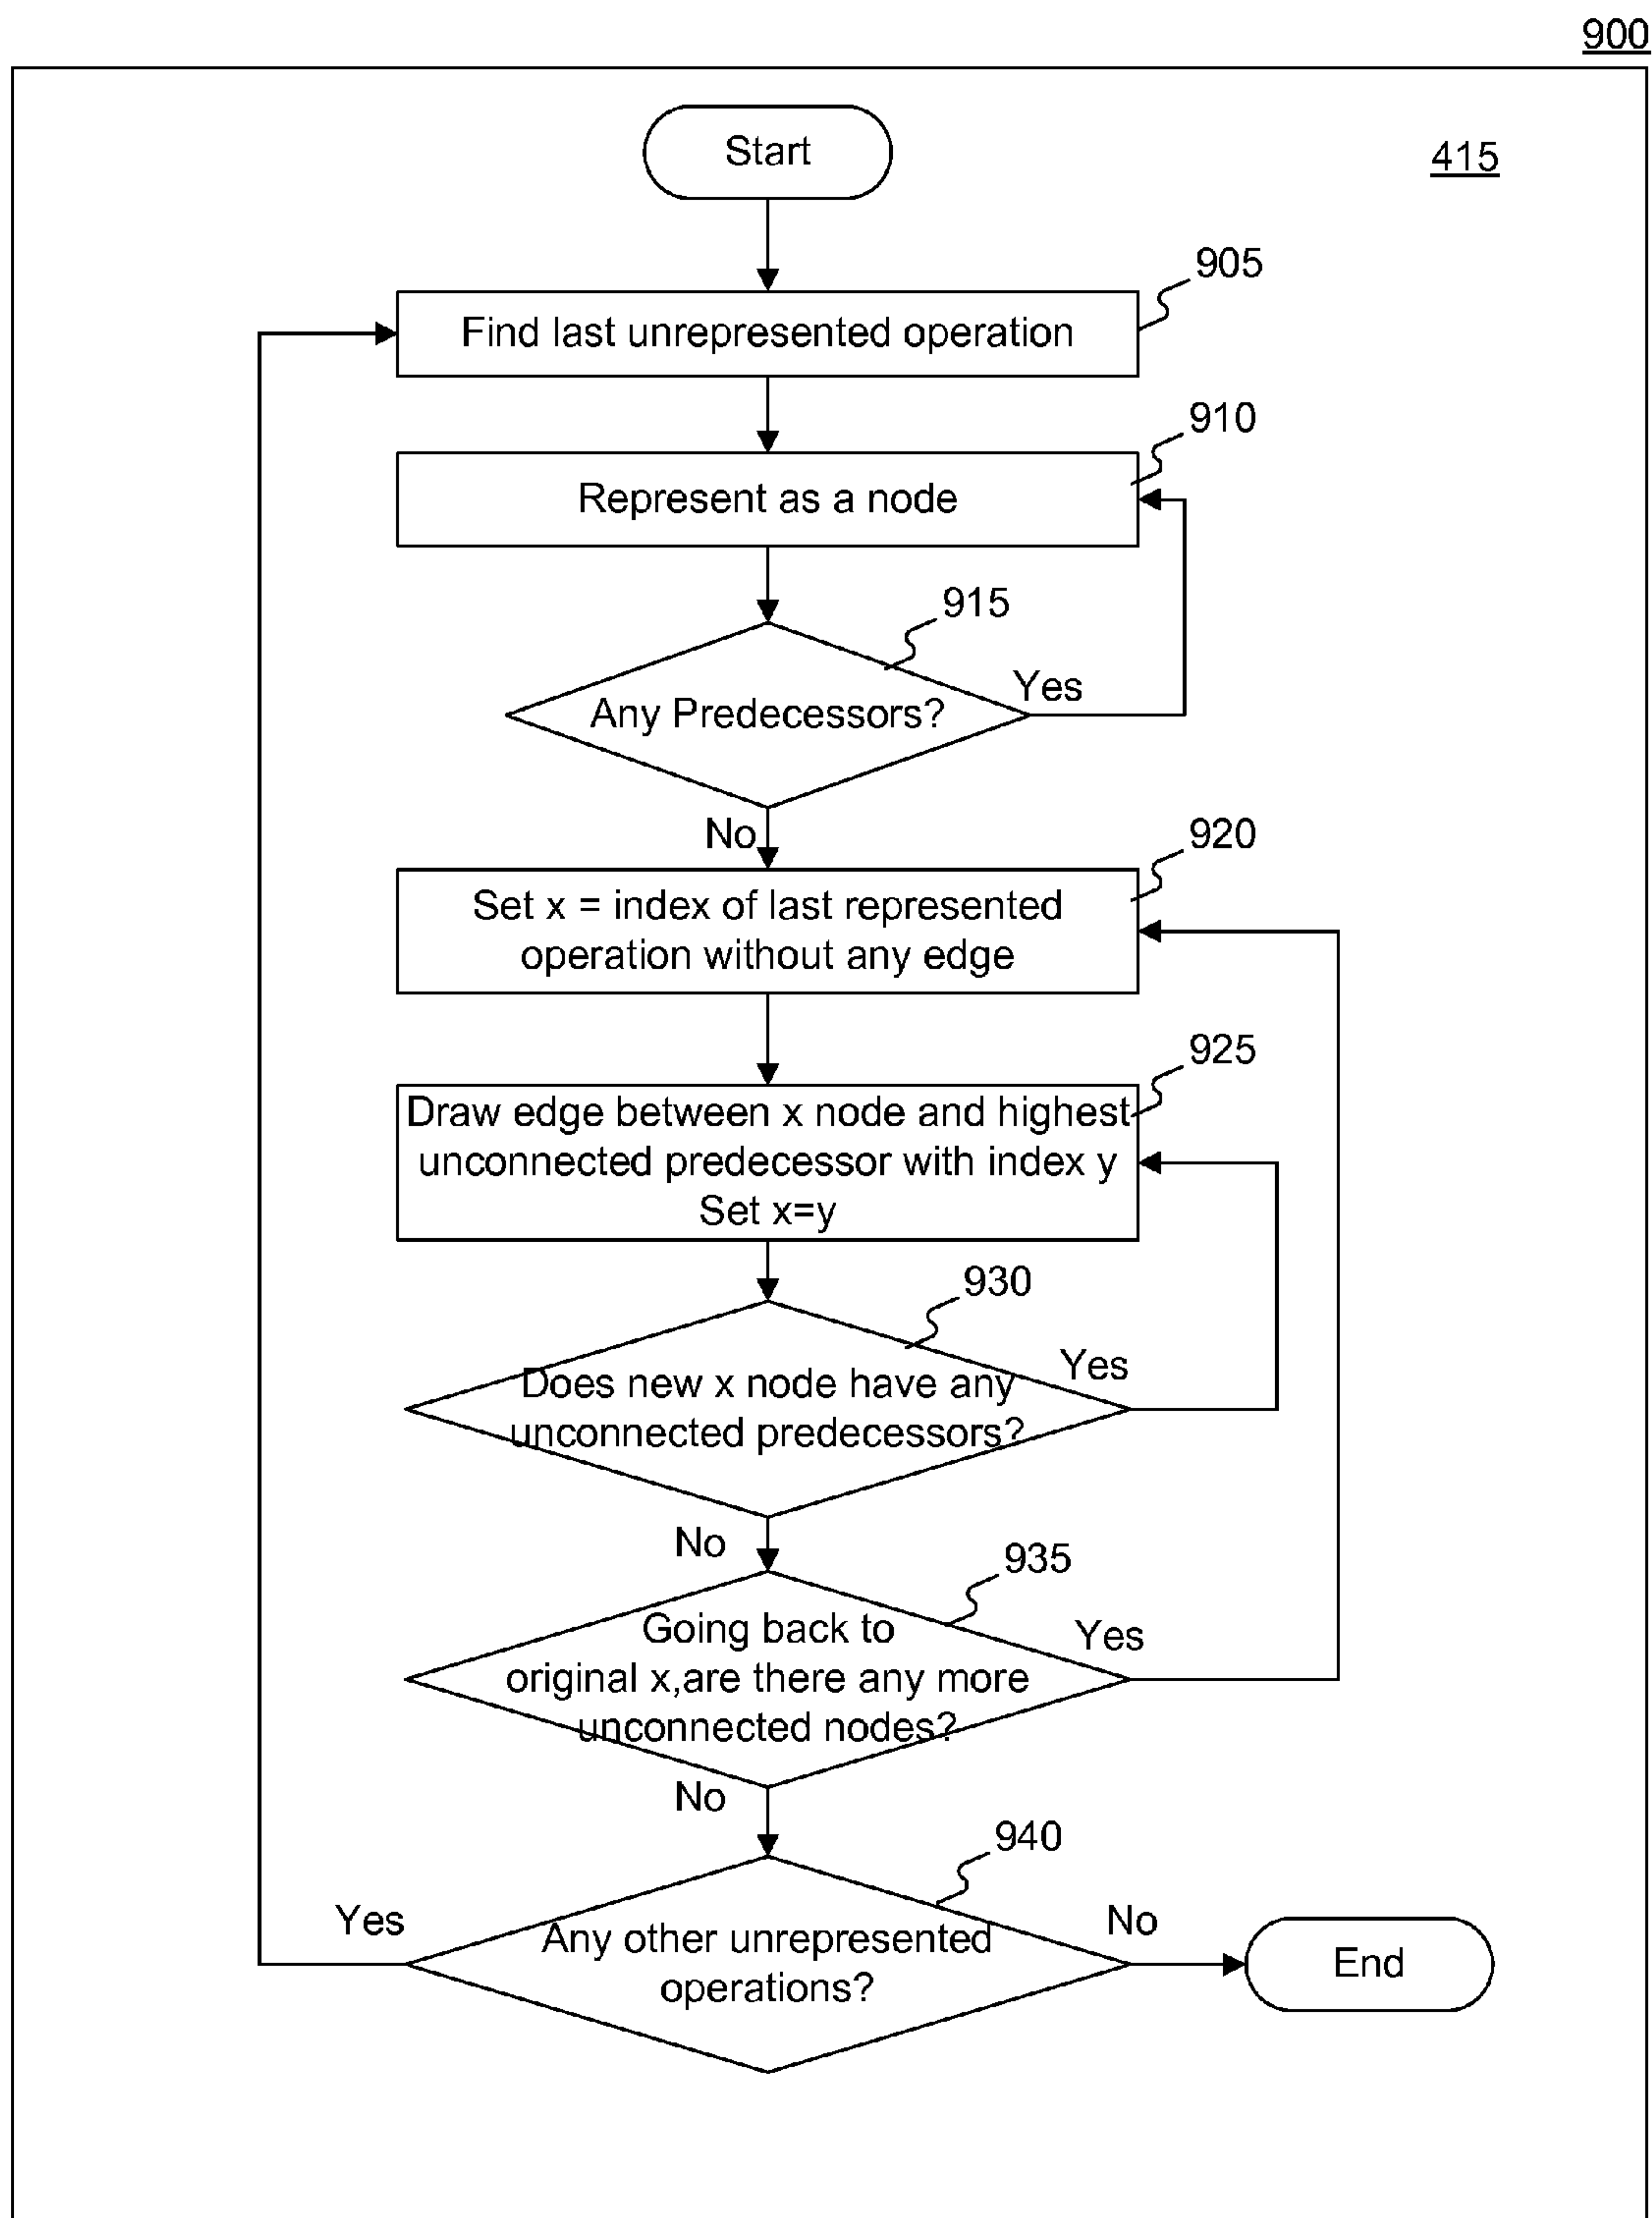 900
Start
415
905
Find last unrepresented operation
910
Represent as a node
915
Any Predecessors?
Yes
No
920
Set x = index of last represented
operation without any edge
925
Draw edge between x node and highest
unconnected predecessor with index y
Set x=y
930
Does new x node have any
unconnected predecessors?
Yes
No
935
Going back to
original x,are there any more
unconnected nodes?
Yes
No
940
Any other unrepresented
operations?
Yes
No
End